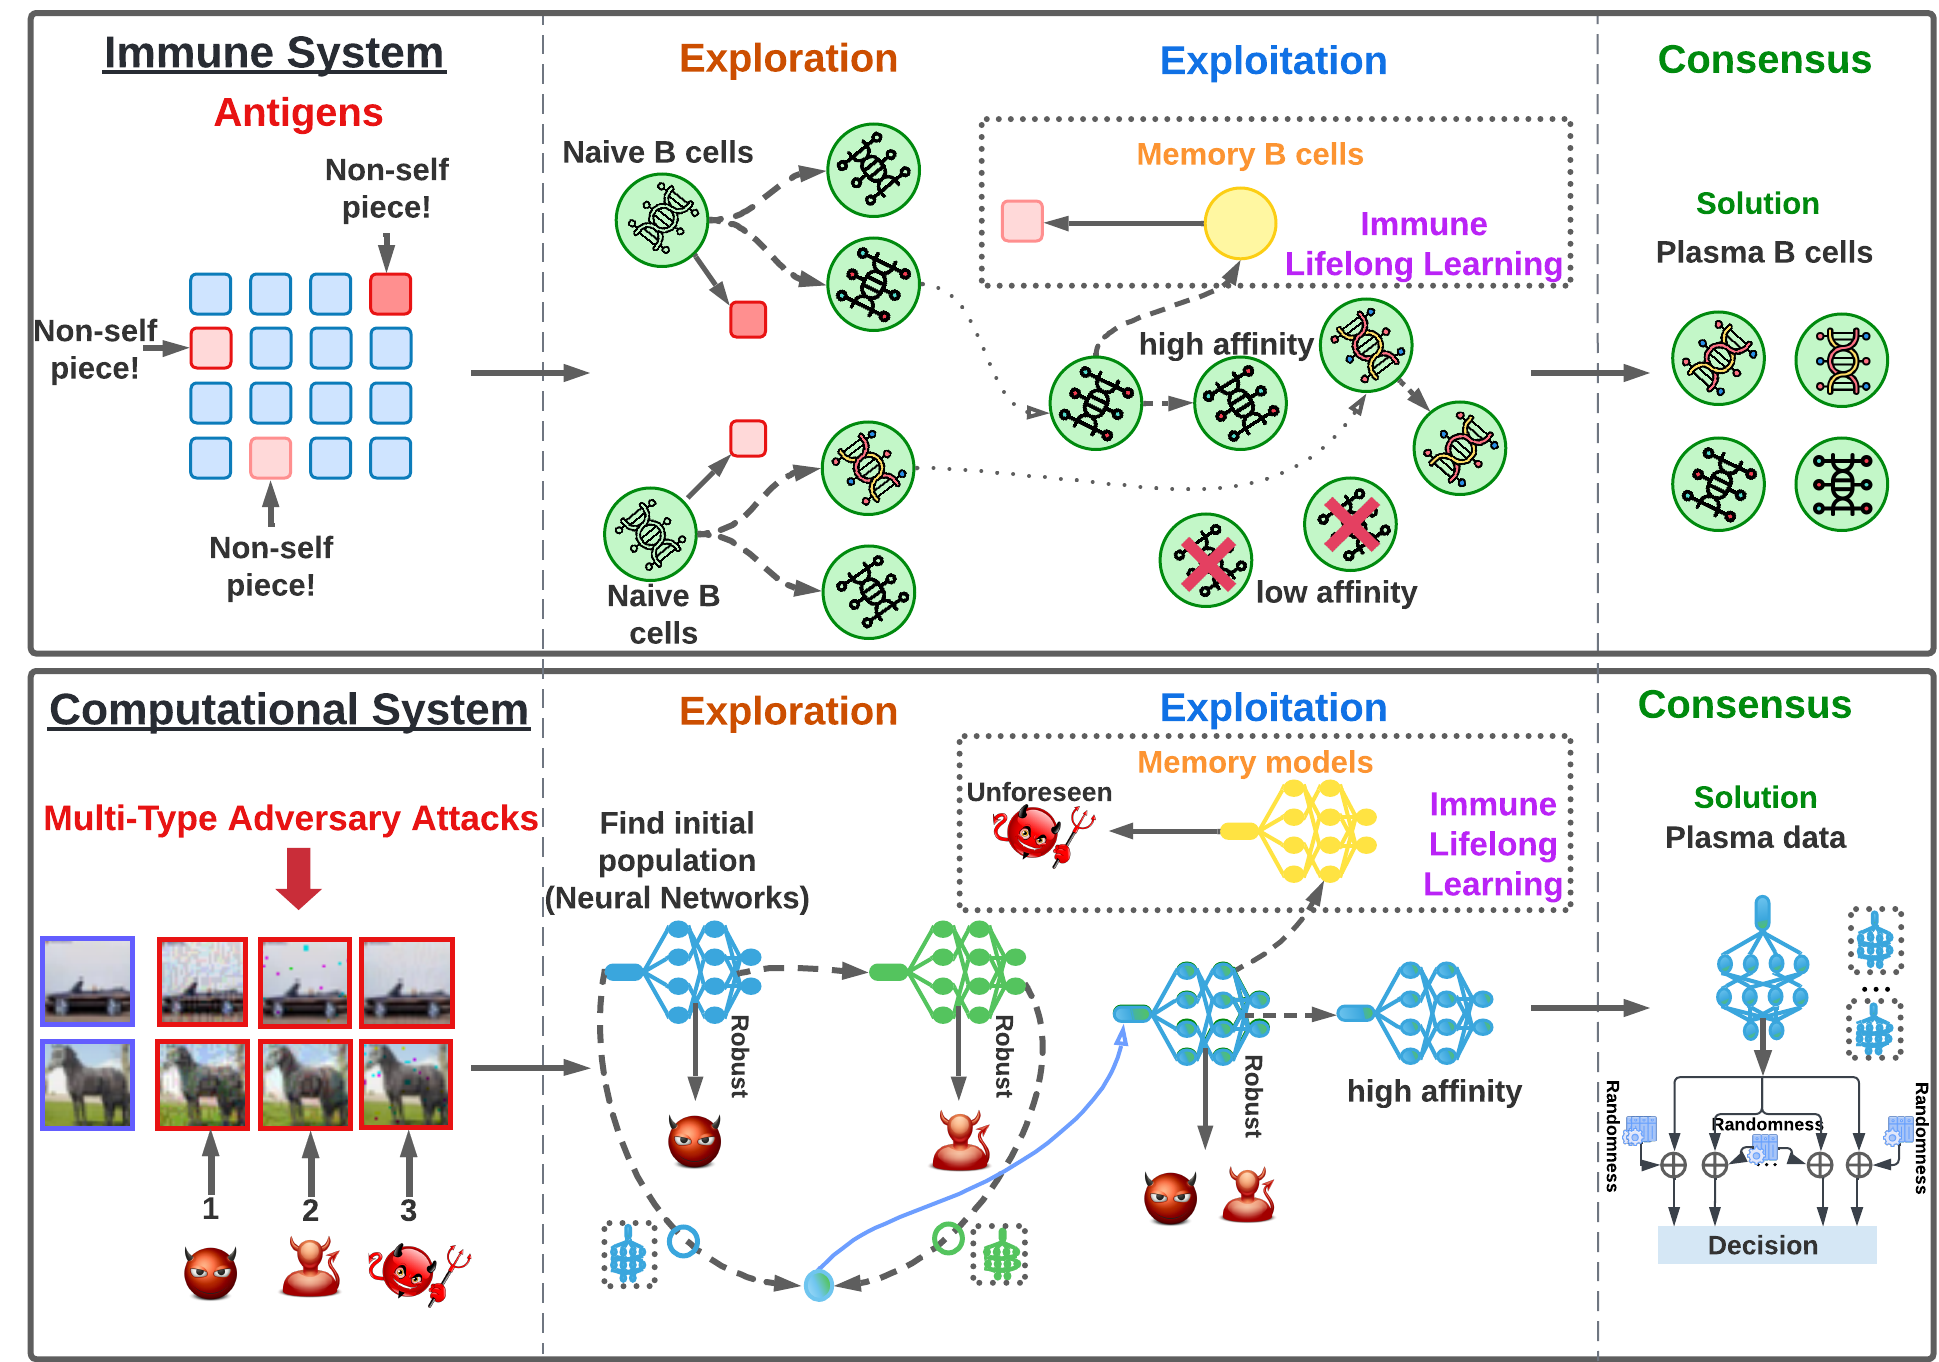 Immune System
Antigens
Non-self
piece!
Non-self
piece!
Non-self
piece!
Exploration
Naive B cells
Naive B
cells
Exploitation
Memory B cells
Immune
Lifelong Learning
high affinity
low affinity
Consensus
Solution
Plasma B cells
Computational System
Multi-Type Adversary Attacks
1
2
3
Exploration
Find initial
population
(Neural Networks)
Robust
Robust
Exploitation
Memory models
Unforeseen
Immune
Lifelong
Learning
Robust
high affinity
Consensus
Solution
Plasma data
...
Randomness
Randomness
Randomness
...
Decision